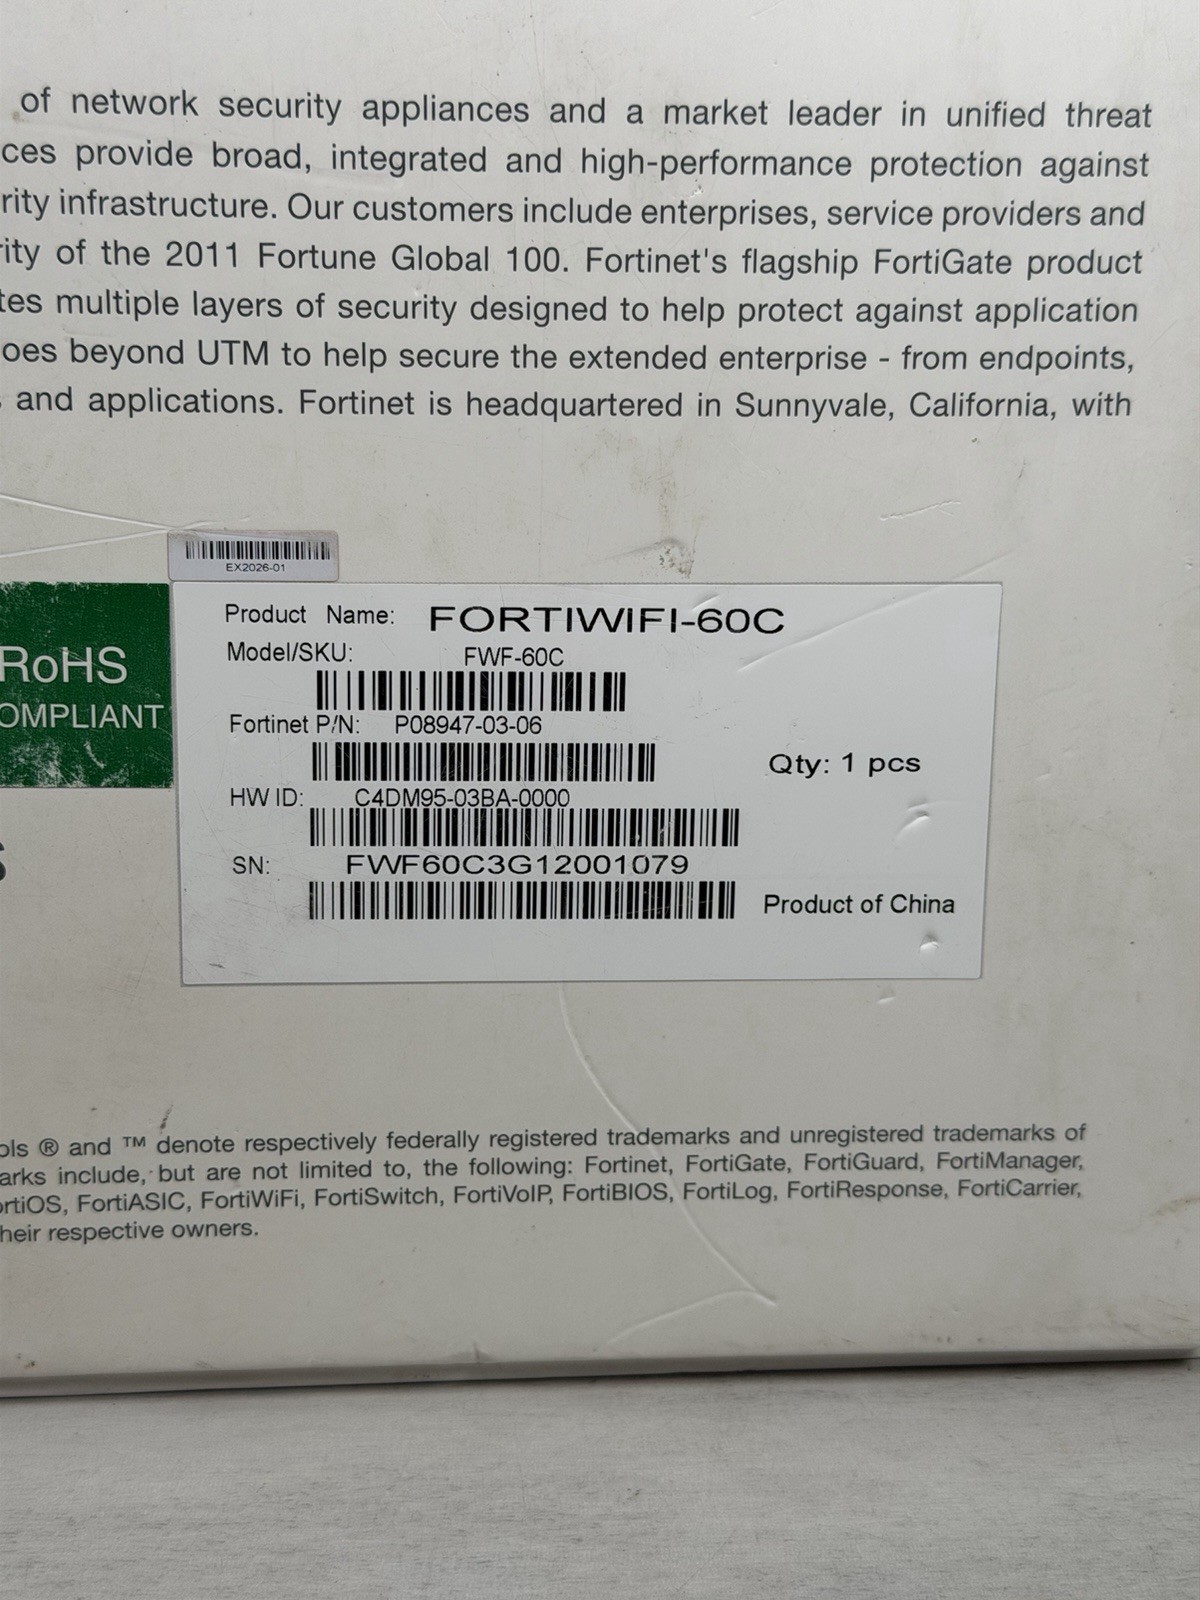 of network security appliances and a market leader in unified threat
ces provide broad, integrated and high-performance protection against
rity infrastructure. Our customers include enterprises, service providers and
rity of the 2011 Fortune Global 100. Fortinet's flagship FortiGate product
tes multiple layers of security designed to help protect against application
oes beyond UTM to help secure the extended enterprise - from endpoints,
and applications. Fortinet is headquartered in Sunnyvale, California, with
EX2026-01
RoHS
OMPLIANT
Product Name: FORTIWIFI-60C
Model/SKU: FWF-60C
Fortinet P/N: P08947-03-06
Qty: 1 pcs
HW ID: C4DM95-03BA-0000
SN: FWF60C3G12001079
Product of China
ols ® and ™ denote respectively federally registered trademarks and unregistered trademarks of
arks include, but are not limited to, the following: Fortinet, FortiGate, FortiGuard, FortiManager,
ortiOS, FortiASIC, FortiWiFi, FortiSwitch, FortiVoIP, FortiBIOS, FortiLog, FortiResponse, FortiCarrier,
heir respective owners.